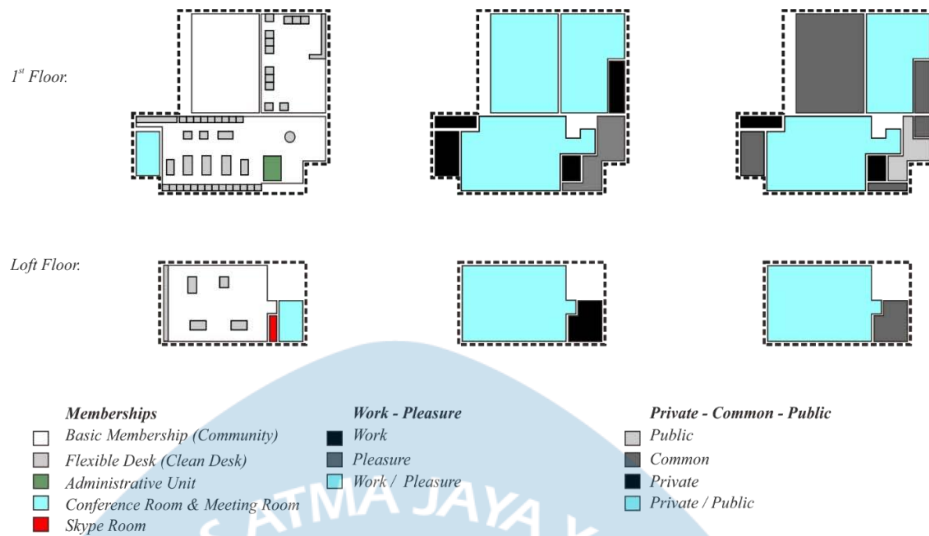 1st Floor.
Loft Floor.
Memberships
Basic Membership (Community)
Flexible Desk (Clean Desk)
Administrative Unit
Conference Room & Meeting Room
Skype Room
Work - Pleasure
Work
Pleasure
Work / Pleasure
Private - Common - Public
Public
Common
Private
Private / Public
S ATMA JAYA Y